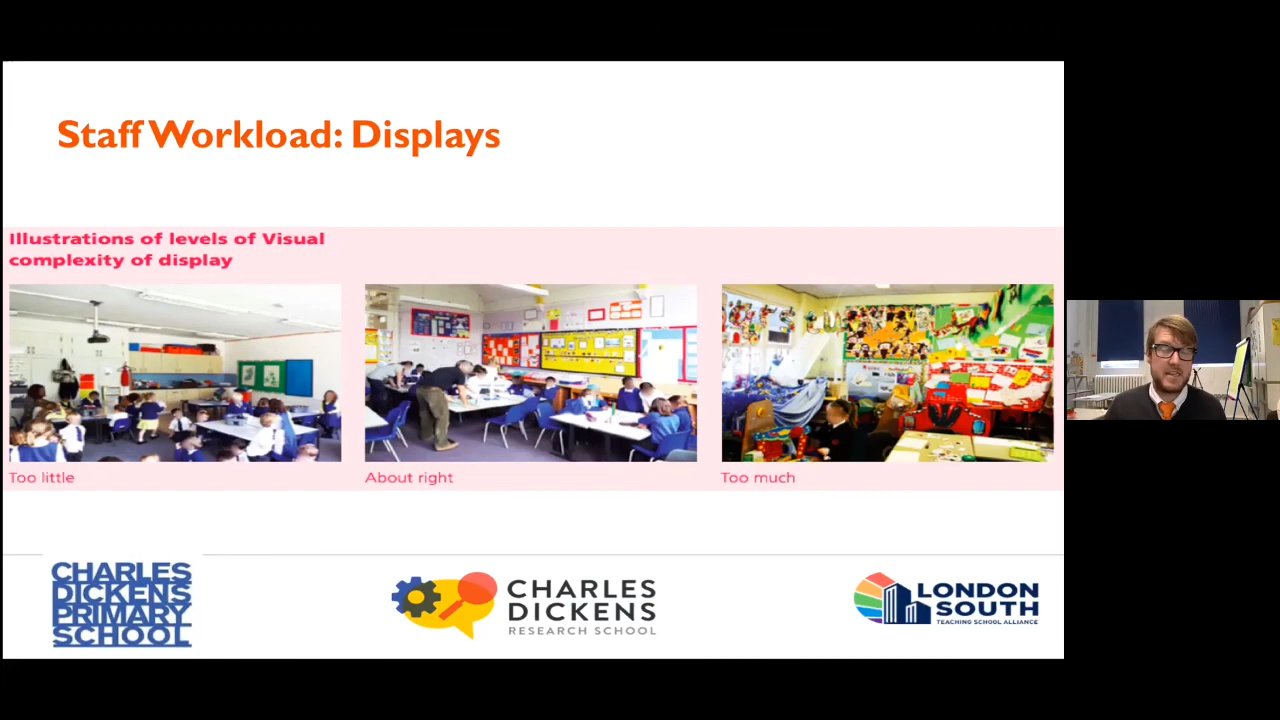 Staff Workload: Displays
Illustrations of levels of Visual
complexity of display
Too little
About right
Too much
CHARLES
DICKENS
PRIMARY
SCHOOL
CHARLES
DICKENS
RESEARCH SCHOOL
LONDON
SOUTH
TEACHING SCHOOL ALLIANCE